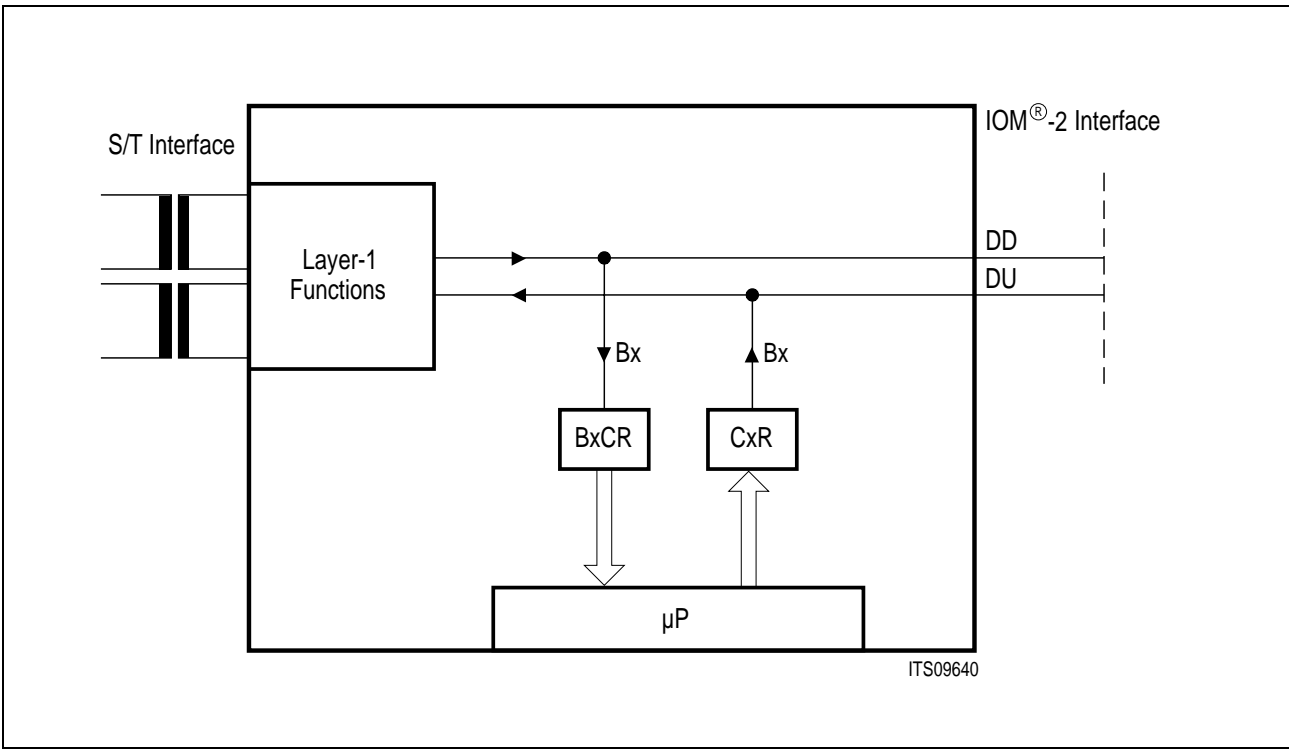 IOM®-2 Interface
S/T Interface
DD
Layer-1
Functions
DU
Bx
Bx
BxCR
CxR
µP
ITS09640